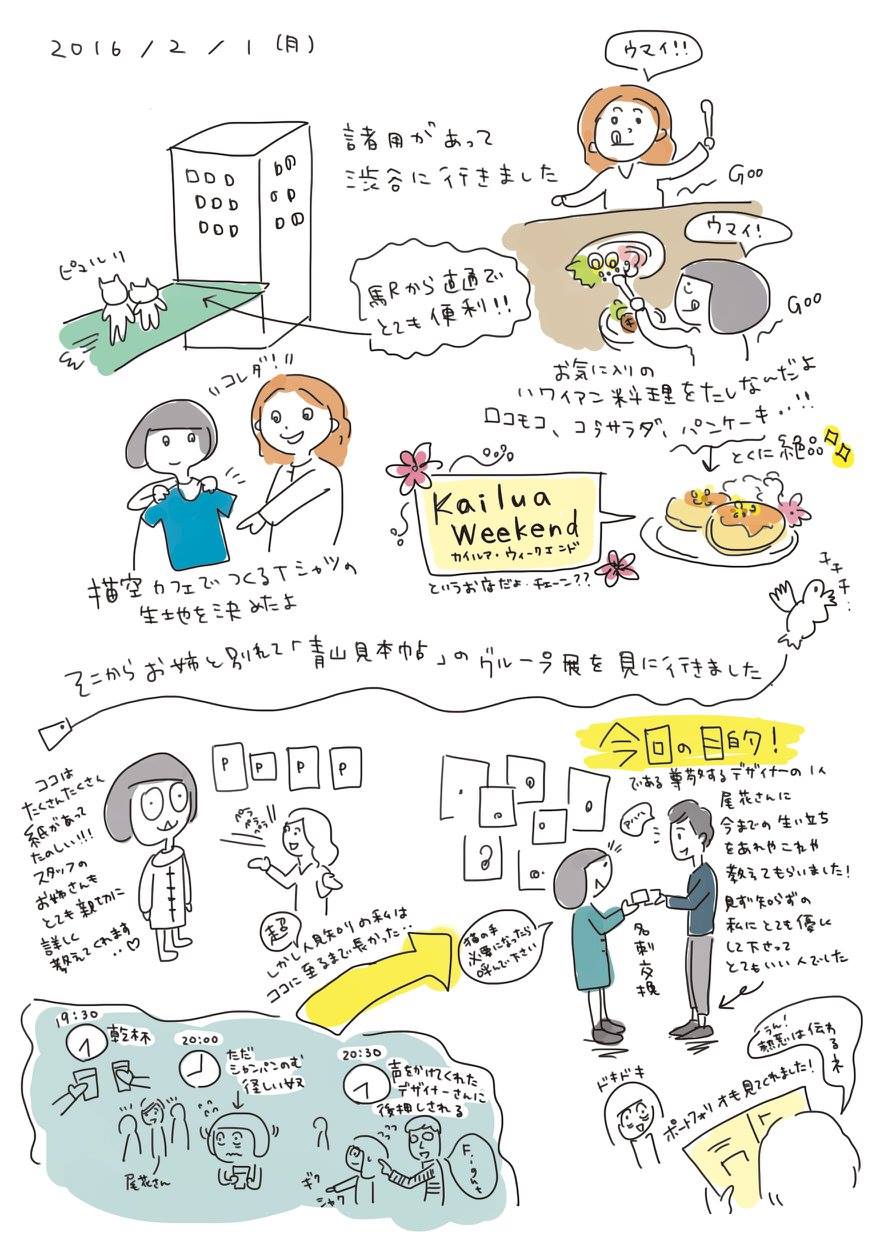 2016/2/1(月)
諸用があって
渋谷に行きました
ウマイ!!
Goo
ウマイ!
Goo
ピュルリ
駅から直通で
とても便利!!
お気に入りの
ハワイアン料理をたしなんだよ
ロコモコ、コブサラダ、パンケーキ…!!
とくに絶品
"コレダ!"
Kailua
Weekend
カイルア・ウィークエンド
というおなだよ チェーン??
描空カフェでつくるTシャツの
生地を決めたよ
チチチ…
そこからお姉と別れて「青山見本帖」のグループ展を見に行きました
今回の目的!
である尊敬するデザイナーの1人
尾花さんに
今までの生い立ち
をあれやこれや
教えてもらいました!
見ず知らずの
私にとても優しく
して下さって
とてもいい人でした
ココは
たくさんたくさん
紙があって
たのしい!!!
スタッフの
お姉さんも
とても親切に
詳しく
教えてくれます
‥♡
P
P
P
P
ペラペラペラペラ
超
しかし人見知りの私は
ココに至るまで長かった…
猫の手
必要になったら
呼んで下さい
名刺交換
19:30
乾杯
20:00
ただ
シャンパンのむ
怪しい奴
尾花さん
20:30
声をかけてくれた
デザイナーさんに
後押しされる
ギク
シャク
Fight
ドキドキ
ポートフォリオも見てくれました!
うん!
熱意は伝わるネ